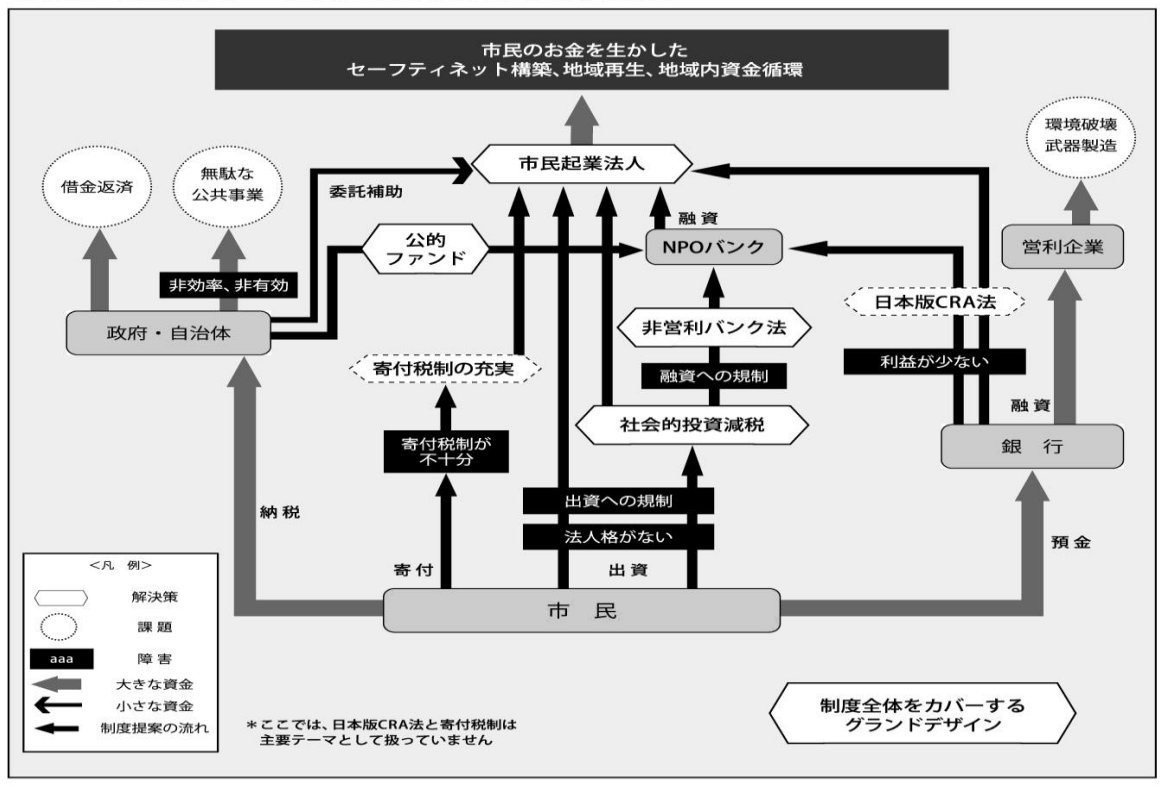 市民のお金を生かした
セーフティネット構築、地域再生、地域内資金循環
環境破壊
武器製造
市民起業法人
借金返済
無駄な
公共事業
委託補助
融資
公的
ファンド
NPOバンク
営利企業
非効率、非有効
日本版CRA法
政府・自治体
非営利バンク法
利益が少ない
寄付税制の充実
融資への規制
融資
社会的投資減税
銀 行
寄付税制が
不十分
出資への規制
納税
法人格がない
預金
寄付
出資
市 民
<凡 例>
解決策
課題
aaa
障害
大きな資金
小さな資金
制度提案の流れ
*ここでは、日本版CRA法と寄付税制は
主要テーマとして扱っていません
制度全体をカバーする
グランドデザイン